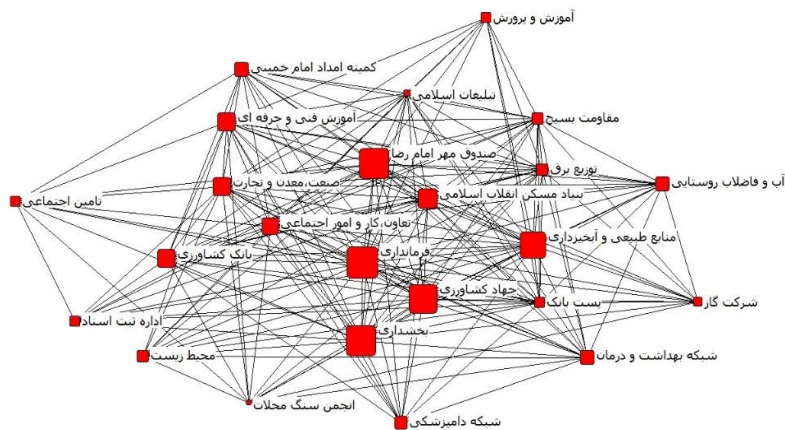 آموزش و پرورش
کمیته امداد امام خمینی
تبلیغات اسلامی
آموزش فنی و حرفه ای
مقاومت بسیج
صندوق مهر امام رضا
توزیع برق
آب و فاضلاب روستایی
صنعت،معدن و تجارت
بنیاد مسکن انقلاب اسلامی
تامین اجتماعی
تعاون،کار و امور اجتماعی
منابع طبیعی و آبخیزداری
فرمانداری
بانک کشاورزی
جهاد کشاورزی
پست بانک
شرکت گاز
اداره ثبت اسناد
بخشداری
محیط زیست
شبکه بهداشت و درمان
انجمن سنگ محلات
شبکه دامپزشکی